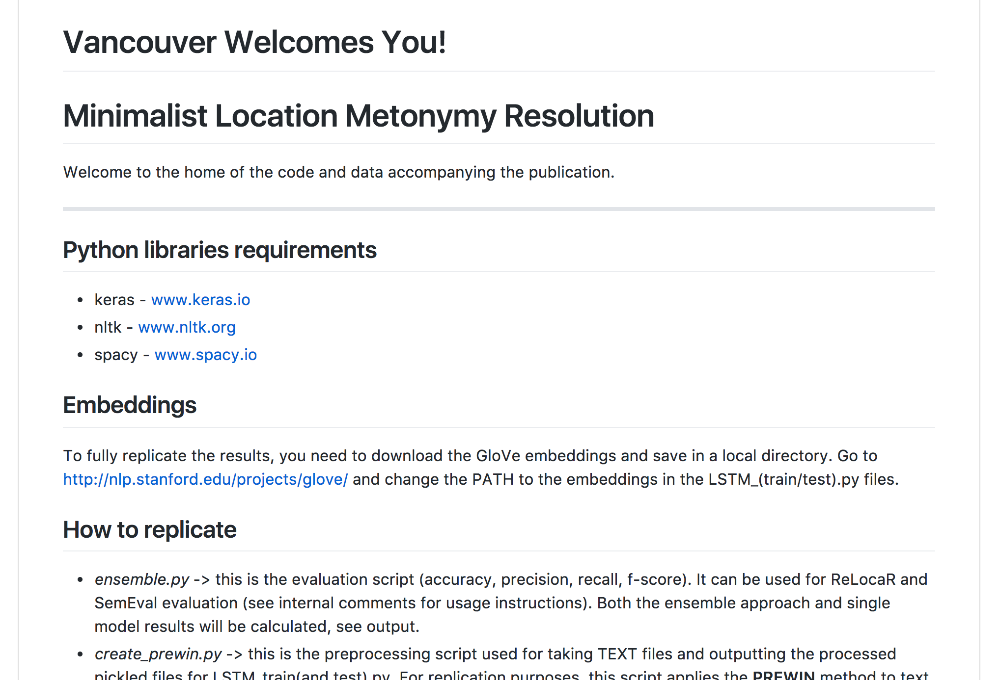 Vancouver Welcomes You!
Minimalist Location Metonymy Resolution
Welcome to the home of the code and data accompanying the publication.
Python libraries requirements
• keras - www.keras.io
• nltk - www.nltk.org
• spacy - www.spacy.io
Embeddings
To fully replicate the results, you need to download the GloVe embeddings and save in a local directory. Go to
http://nlp.stanford.edu/projects/glove/ and change the PATH to the embeddings in the LSTM_(train/test).py files.
How to replicate
• ensemble.py -> this is the evaluation script (accuracy, precision, recall, f-score). It can be used for ReLocaR and
SemEval evaluation (see internal comments for usage instructions). Both the ensemble approach and single
model results will be calculated, see output.
• create_prewin.py -> this is the preprocessing script used for taking TEXT files and outputting the processed
pickled files for LSTM_train(and test).py. For replication purposes, this script applies the PREWIN method to text